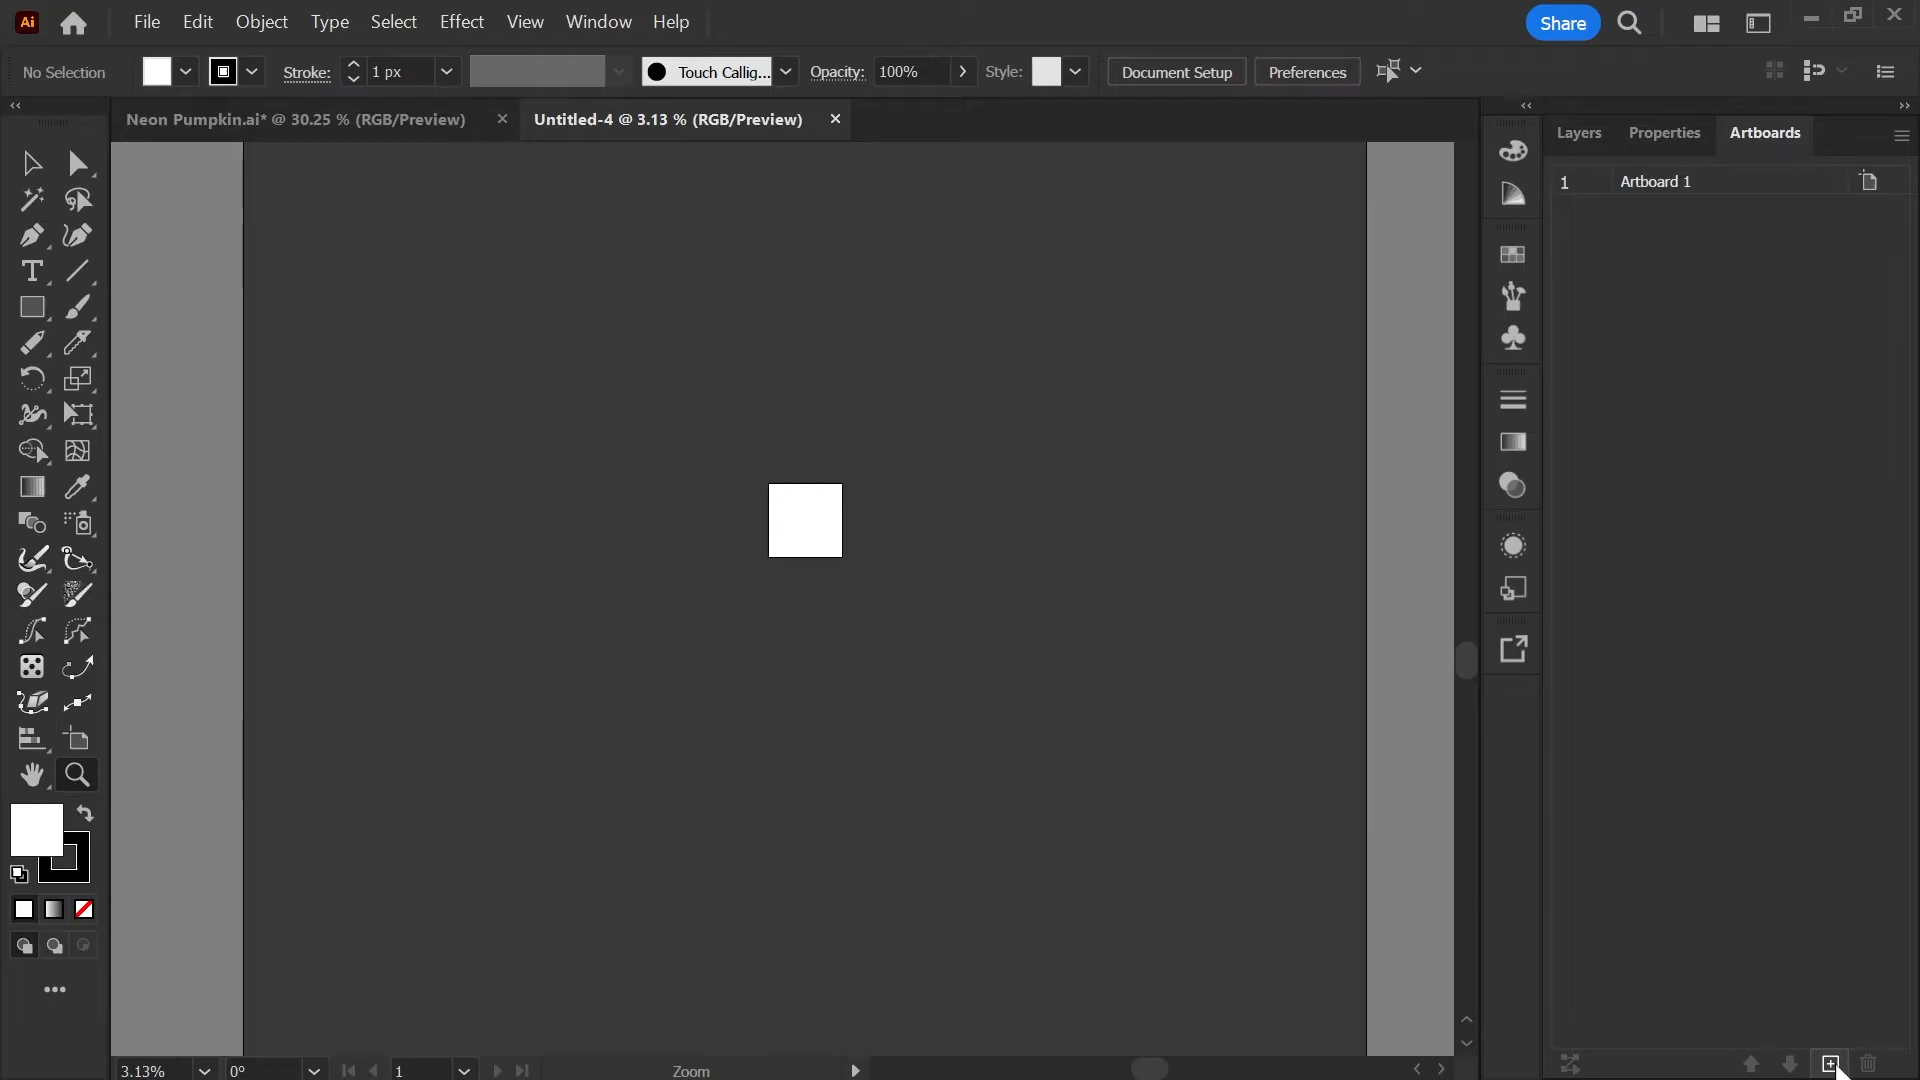 Ai File Edit Object Type Select Effect View Window Help Share
No Selection Stroke: 1 px Touch Callig... Opacity: 100% Style: Document Setup Preferences
Neon Pumpkin.ai* @ 30.25 % (RGB/Preview) Untitled-4 @ 3.13 % (RGB/Preview)
Layers Properties Artboards
1 Artboard 1
T
3.13% 0° 1 Zoom